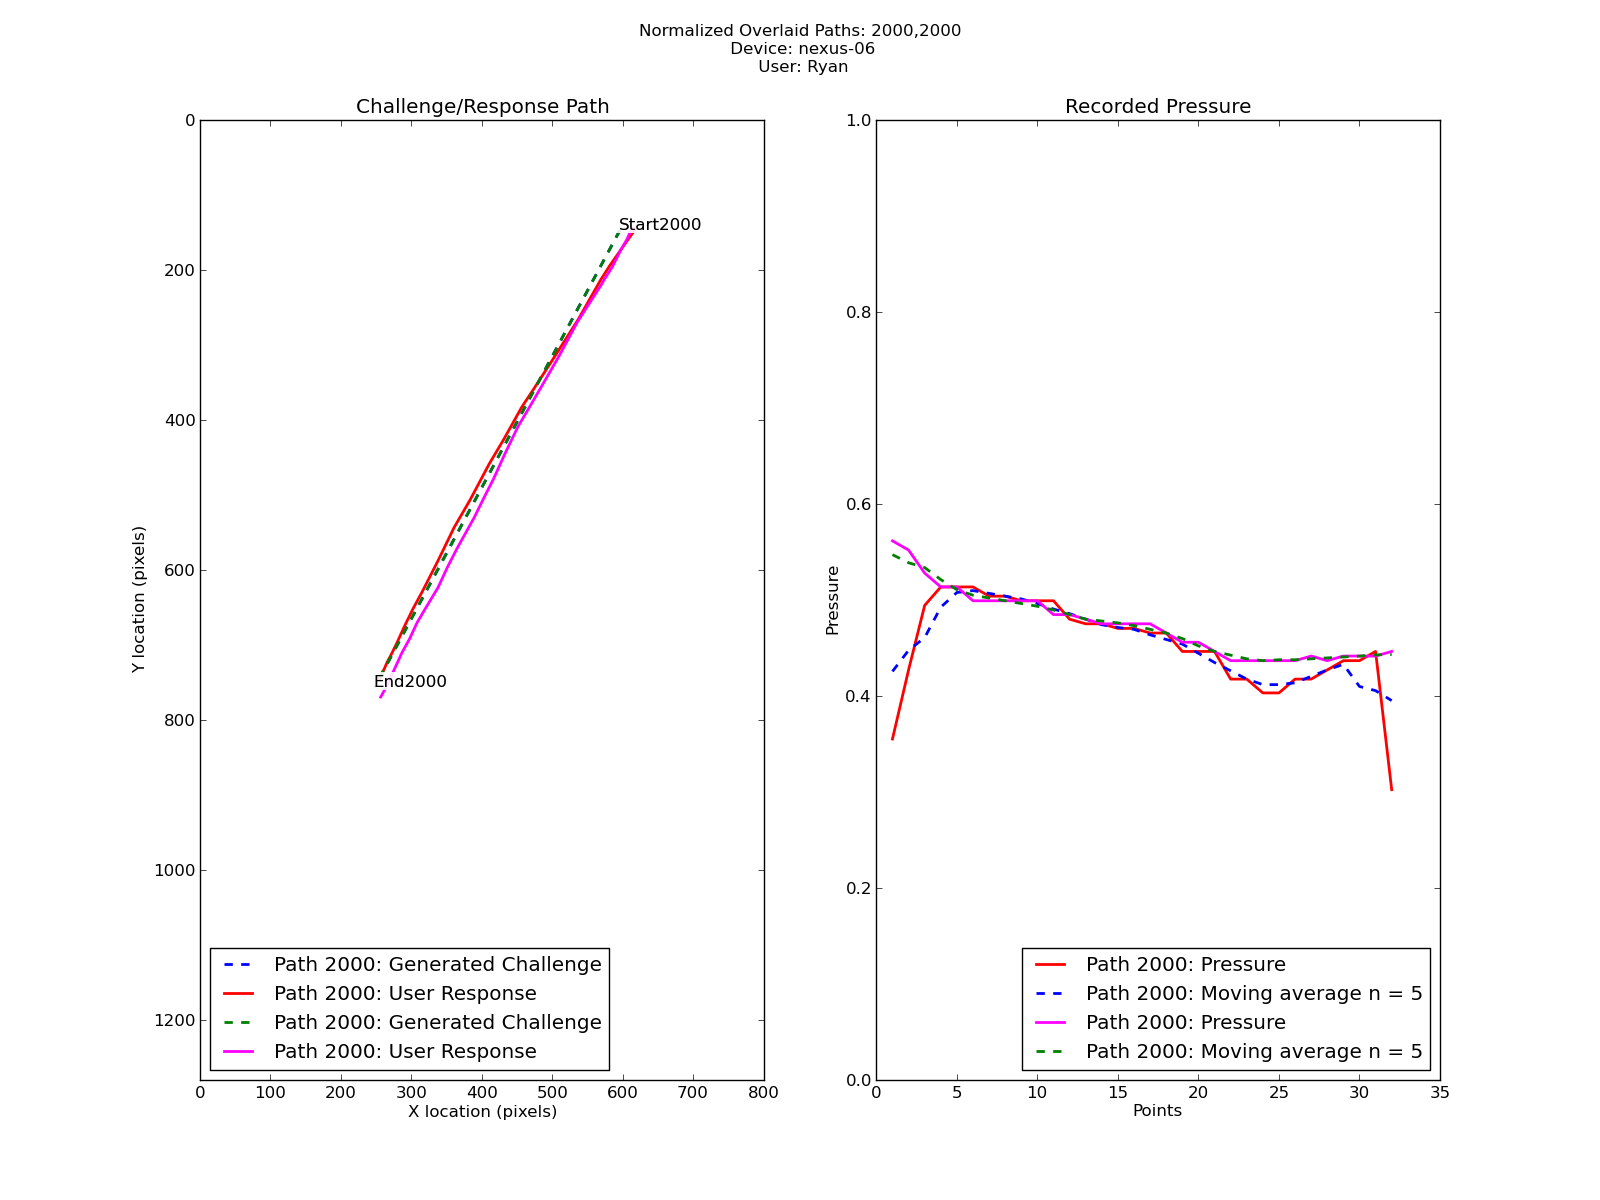 Normalized Overlaid Paths: 2000,2000
Device: nexus-06
User: Ryan
Challenge/Response Path
0
200
400
600
800
1000
1200
Y location (pixels)
Start2000
End2000
Path 2000: Generated Challenge
Path 2000: User Response
Path 2000: Generated Challenge
Path 2000: User Response
0 100 200 300 400 500 600 700 800
X location (pixels)
Recorded Pressure
1.0
0.8
0.6
0.4
0.2
0.0
Pressure
Path 2000: Pressure
Path 2000: Moving average n = 5
Path 2000: Pressure
Path 2000: Moving average n = 5
0 5 10 15 20 25 30 35
Points